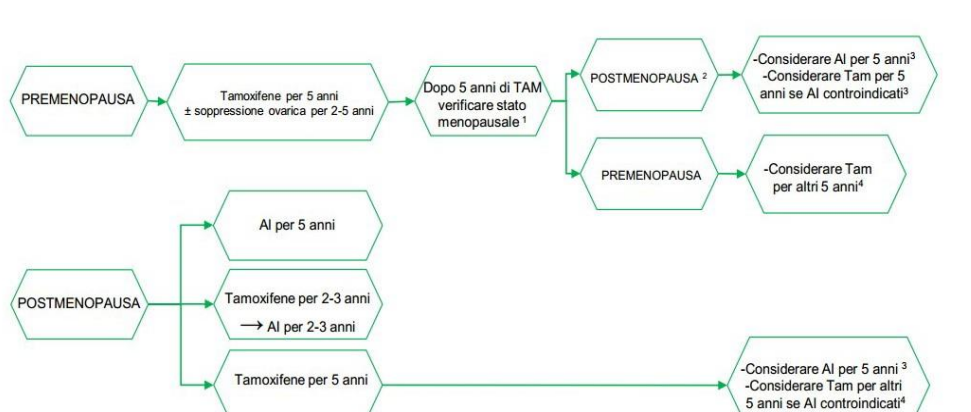 PREMENOPAUSA
Tamoxifene per 5 anni
± soppressione ovarica per 2-5 anni
Dopo 5 anni di TAM
verificare stato
menopausale ¹
POSTMENOPAUSA ²
-Considerare AI per 5 anni³
-Considerare Tam per 5
anni se AI controindicati³
PREMENOPAUSA
-Considerare Tam
per altri 5 anni⁴
POSTMENOPAUSA
AI per 5 anni
Tamoxifene per 2-3 anni
→ AI per 2-3 anni
Tamoxifene per 5 anni
-Considerare AI per 5 anni ³
-Considerare Tam per altri
5 anni se AI controindicati⁴